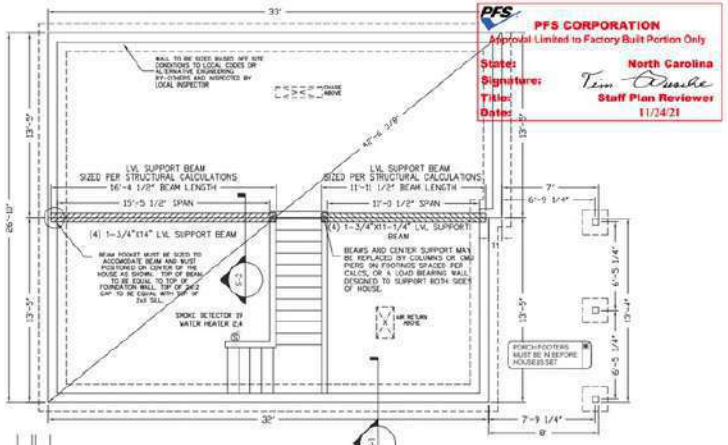 33'
PFS
PFS CORPORATION
Approval Limited to Factory Built Portion Only
State: North Carolina
Signature:
Title: Staff Plan Reviewer
Date: 11/24/21
WALL TO BE SIZED BASED OFF SITE
CONDITIONS TO LOCAL CODES OR
ALTERNATIVE ENGINEERING
BY-OTHERS AND INSPECTED BY
LOCAL INSPECTOR
CHASE
ABOVE
13'-5"
13'-5"
42'-6 3/8"
26'-10"
LVL SUPPORT BEAM
SIZED PER STRUCTURAL CALCULATIONS
16'-4 1/2" BEAM LENGTH
15'-5 1/2" SPAN
(4) 1-3/4"X14" LVL SUPPORT BEAM
LVL SUPPORT BEAM
SIZED PER STRUCTURAL CALCULATIONS
11'-11 1/2" BEAM LENGTH
11'-0 1/2" SPAN
(4) 1-3/4"X11-1/4" LVL SUPPORT
BEAM
7'
6'-9 1/4"
11
BEAM POCKET MUST BE SIZED TO
ACCOMODATE BEAM AND MUST
POSITIONED ON CENTER OF THE
HOUSE AS SHOWN. TOP OF BEAM
TO BE EQUAL TO TOP OF
FOUNDATION WALL. TOP OF
GAP TO BE EQUAL WITH TOP OF
2x6 SILL.
BEAMS AND CENTER SUPPORT MAY
BE REPLACED BY COLUMNS OR CMU
PIERS ON FOOTINGS SPACED PER
CALCS, OR A LOAD BEARING WALL
DESIGNED TO SUPPORT BOTH SIDES
OF HOUSE.
SMOKE DETECTOR
WATER HEATER
AIR RETURN
ABOVE
13'-5"
13'-5"
6'-5 1/4"
6'-5 1/4"
13'-4"
PORCH FOOTERS
MUST BE IN BEFORE
HOUSE IS SET
32'
7'-9 1/4"
8'